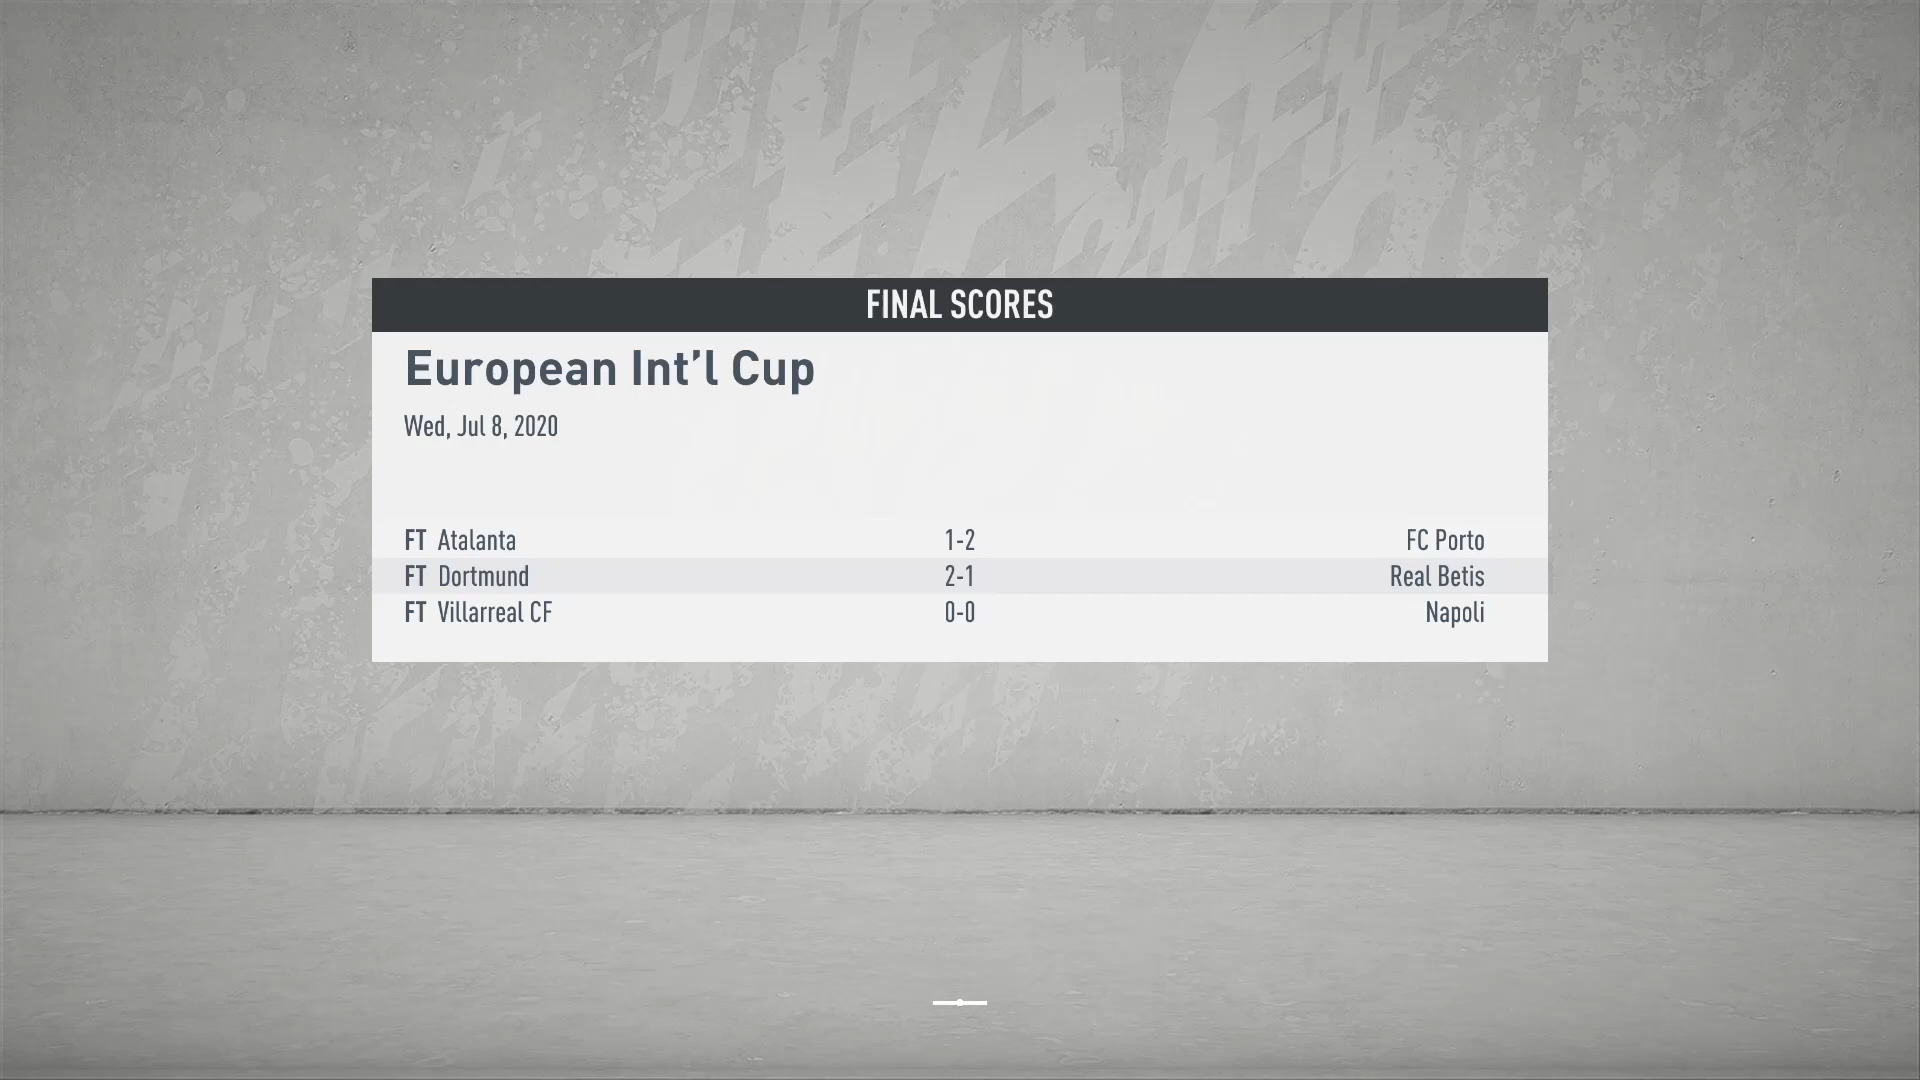 FINAL SCORES
European Int’l Cup
Wed, Jul 8, 2020
FT Atalanta 1-2 FC Porto
FT Dortmund 2-1 Real Betis
FT Villarreal CF 0-0 Napoli